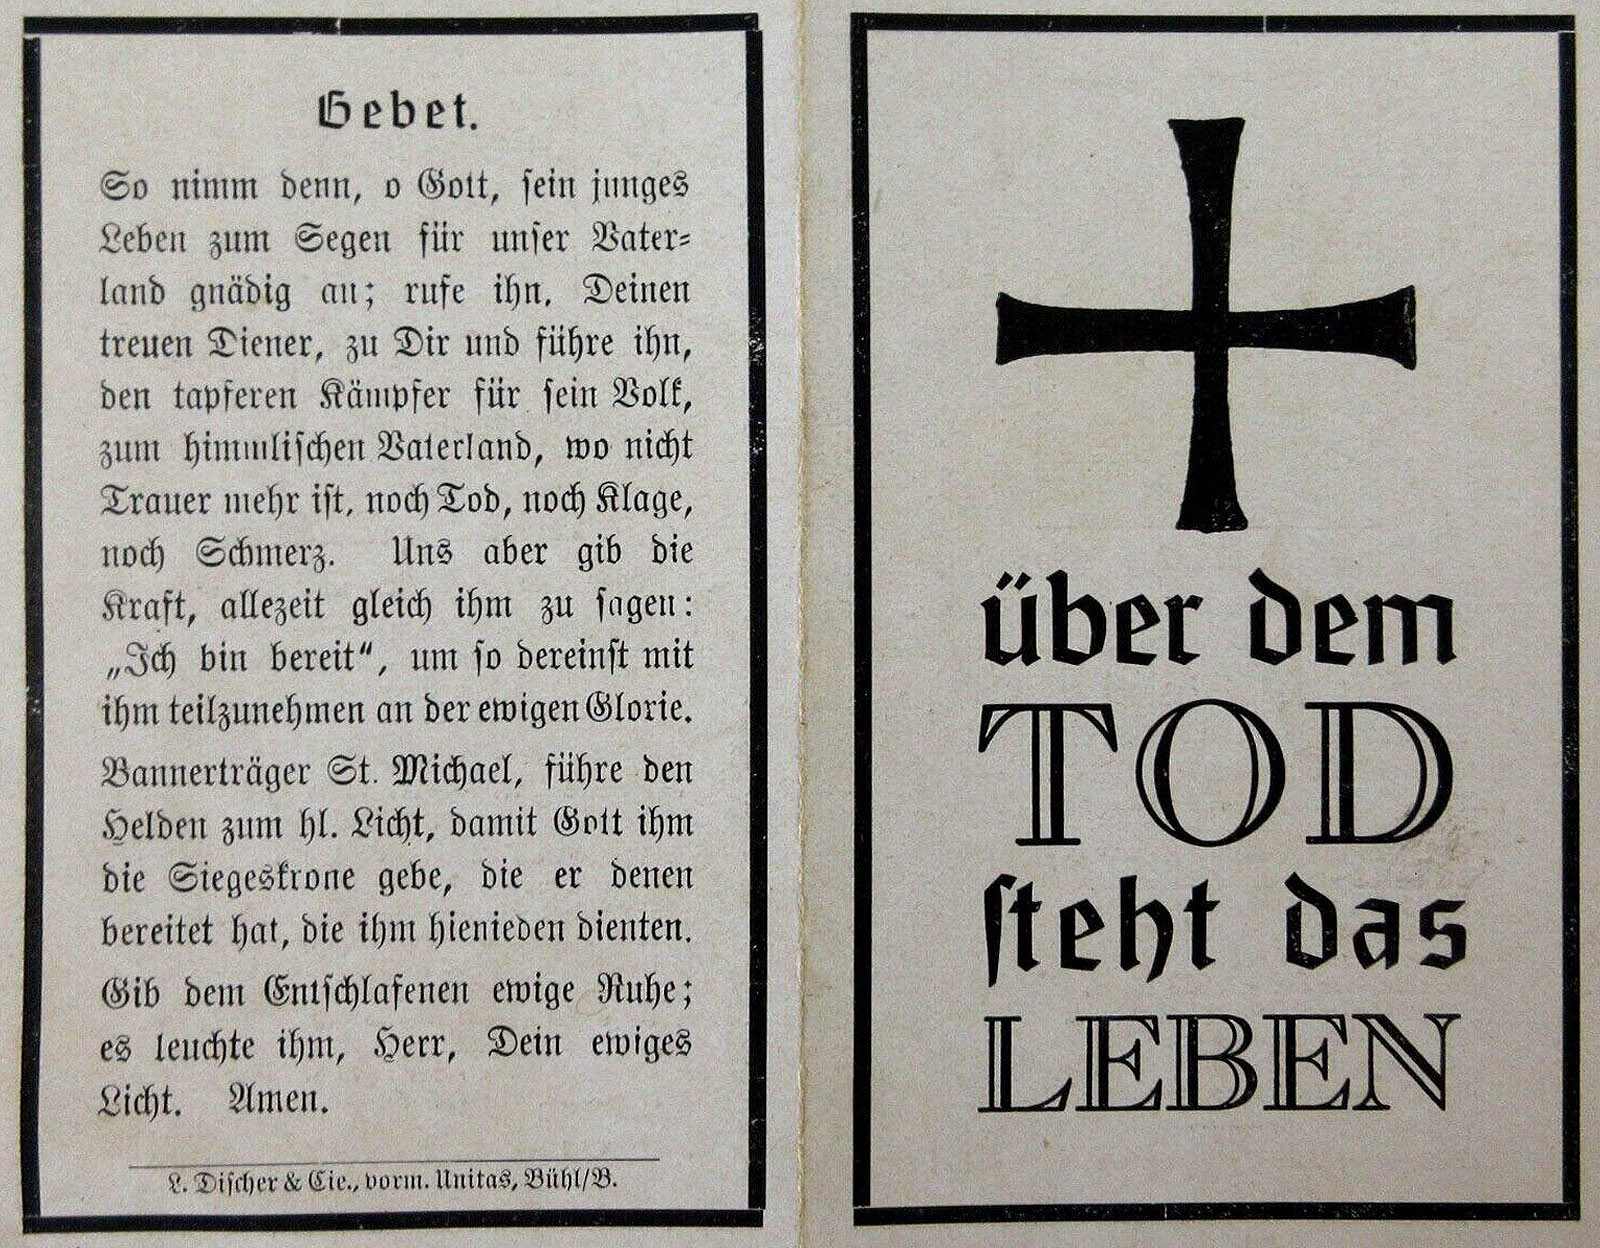 Gebet.
So nimm denn, o Gott, sein junges
Leben zum Segen für unser Vater=
land gnädig an; rufe ihn, Deinen
treuen Diener, zu Dir und führe ihn,
den tapferen Kämpfer für sein Volk,
zum himmlischen Vaterland, wo nicht
Trauer mehr ist, noch Tod, noch Klage,
noch Schmerz. Uns aber gib die
Kraft, allezeit gleich ihm zu sagen:
„Ich bin bereit“, um so dereinst mit
ihm teilzunehmen an der ewigen Glorie.
Bannerträger St. Michael, führe den
Helden zum hl. Licht, damit Gott ihm
die Siegeskrone gebe, die er denen
bereitet hat, die ihm hienieden dienten.
Gib dem Entschlafenen ewige Ruhe;
es leuchte ihm, Herr, Dein ewiges
Licht. Amen.
L. Discher & Cie., vorm. Unitas, Bühl/B.
über dem
TOD
steht das
LEBEN